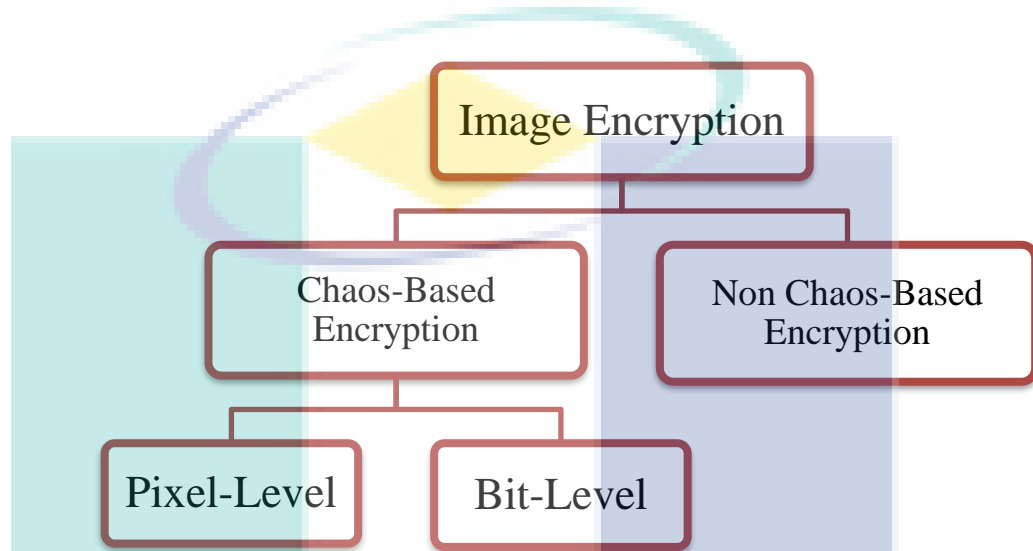 Image Encryption
Chaos-Based
Encryption
Non Chaos-Based
Encryption
Pixel-Level
Bit-Level